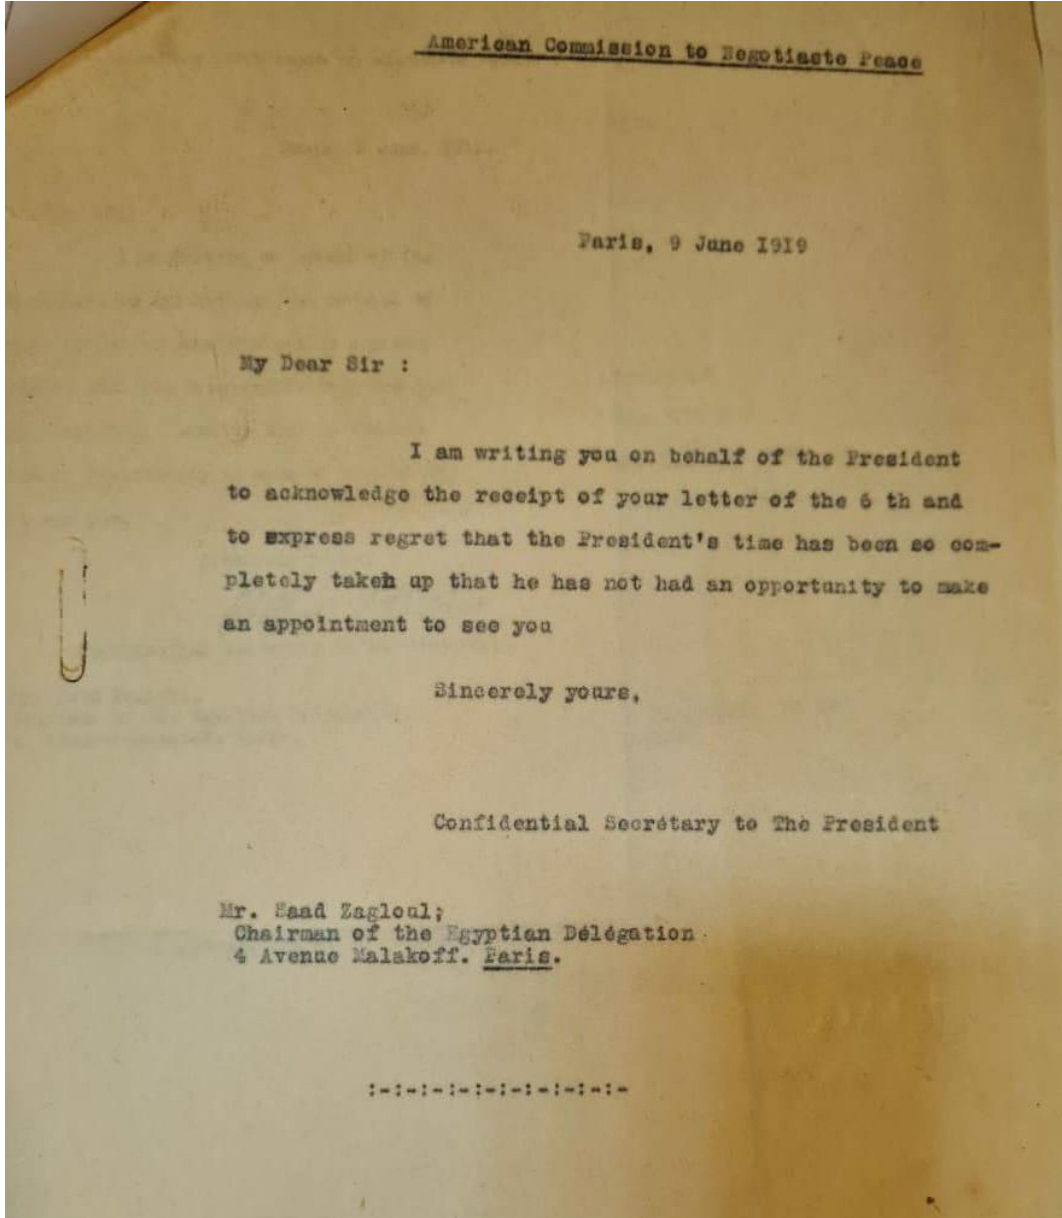 American Commission to Negotiaste Peace
Paris, 9 June 1919
My Dear Sir :
I am writing you on behalf of the President
to acknowledge the receipt of your letter of the 6 th and
to express regret that the President's time has been so com-
pletely taken up that he has not had an opportunity to make
an appointment to see you
Sincerely yours,
Confidential Secrétary to The President
Mr. Saad Zagloul;
Chairman of the Egyptian Délégation
4 Avenue Malakoff. Paris.
:-:-:-:-:-:-:-:-:-:-